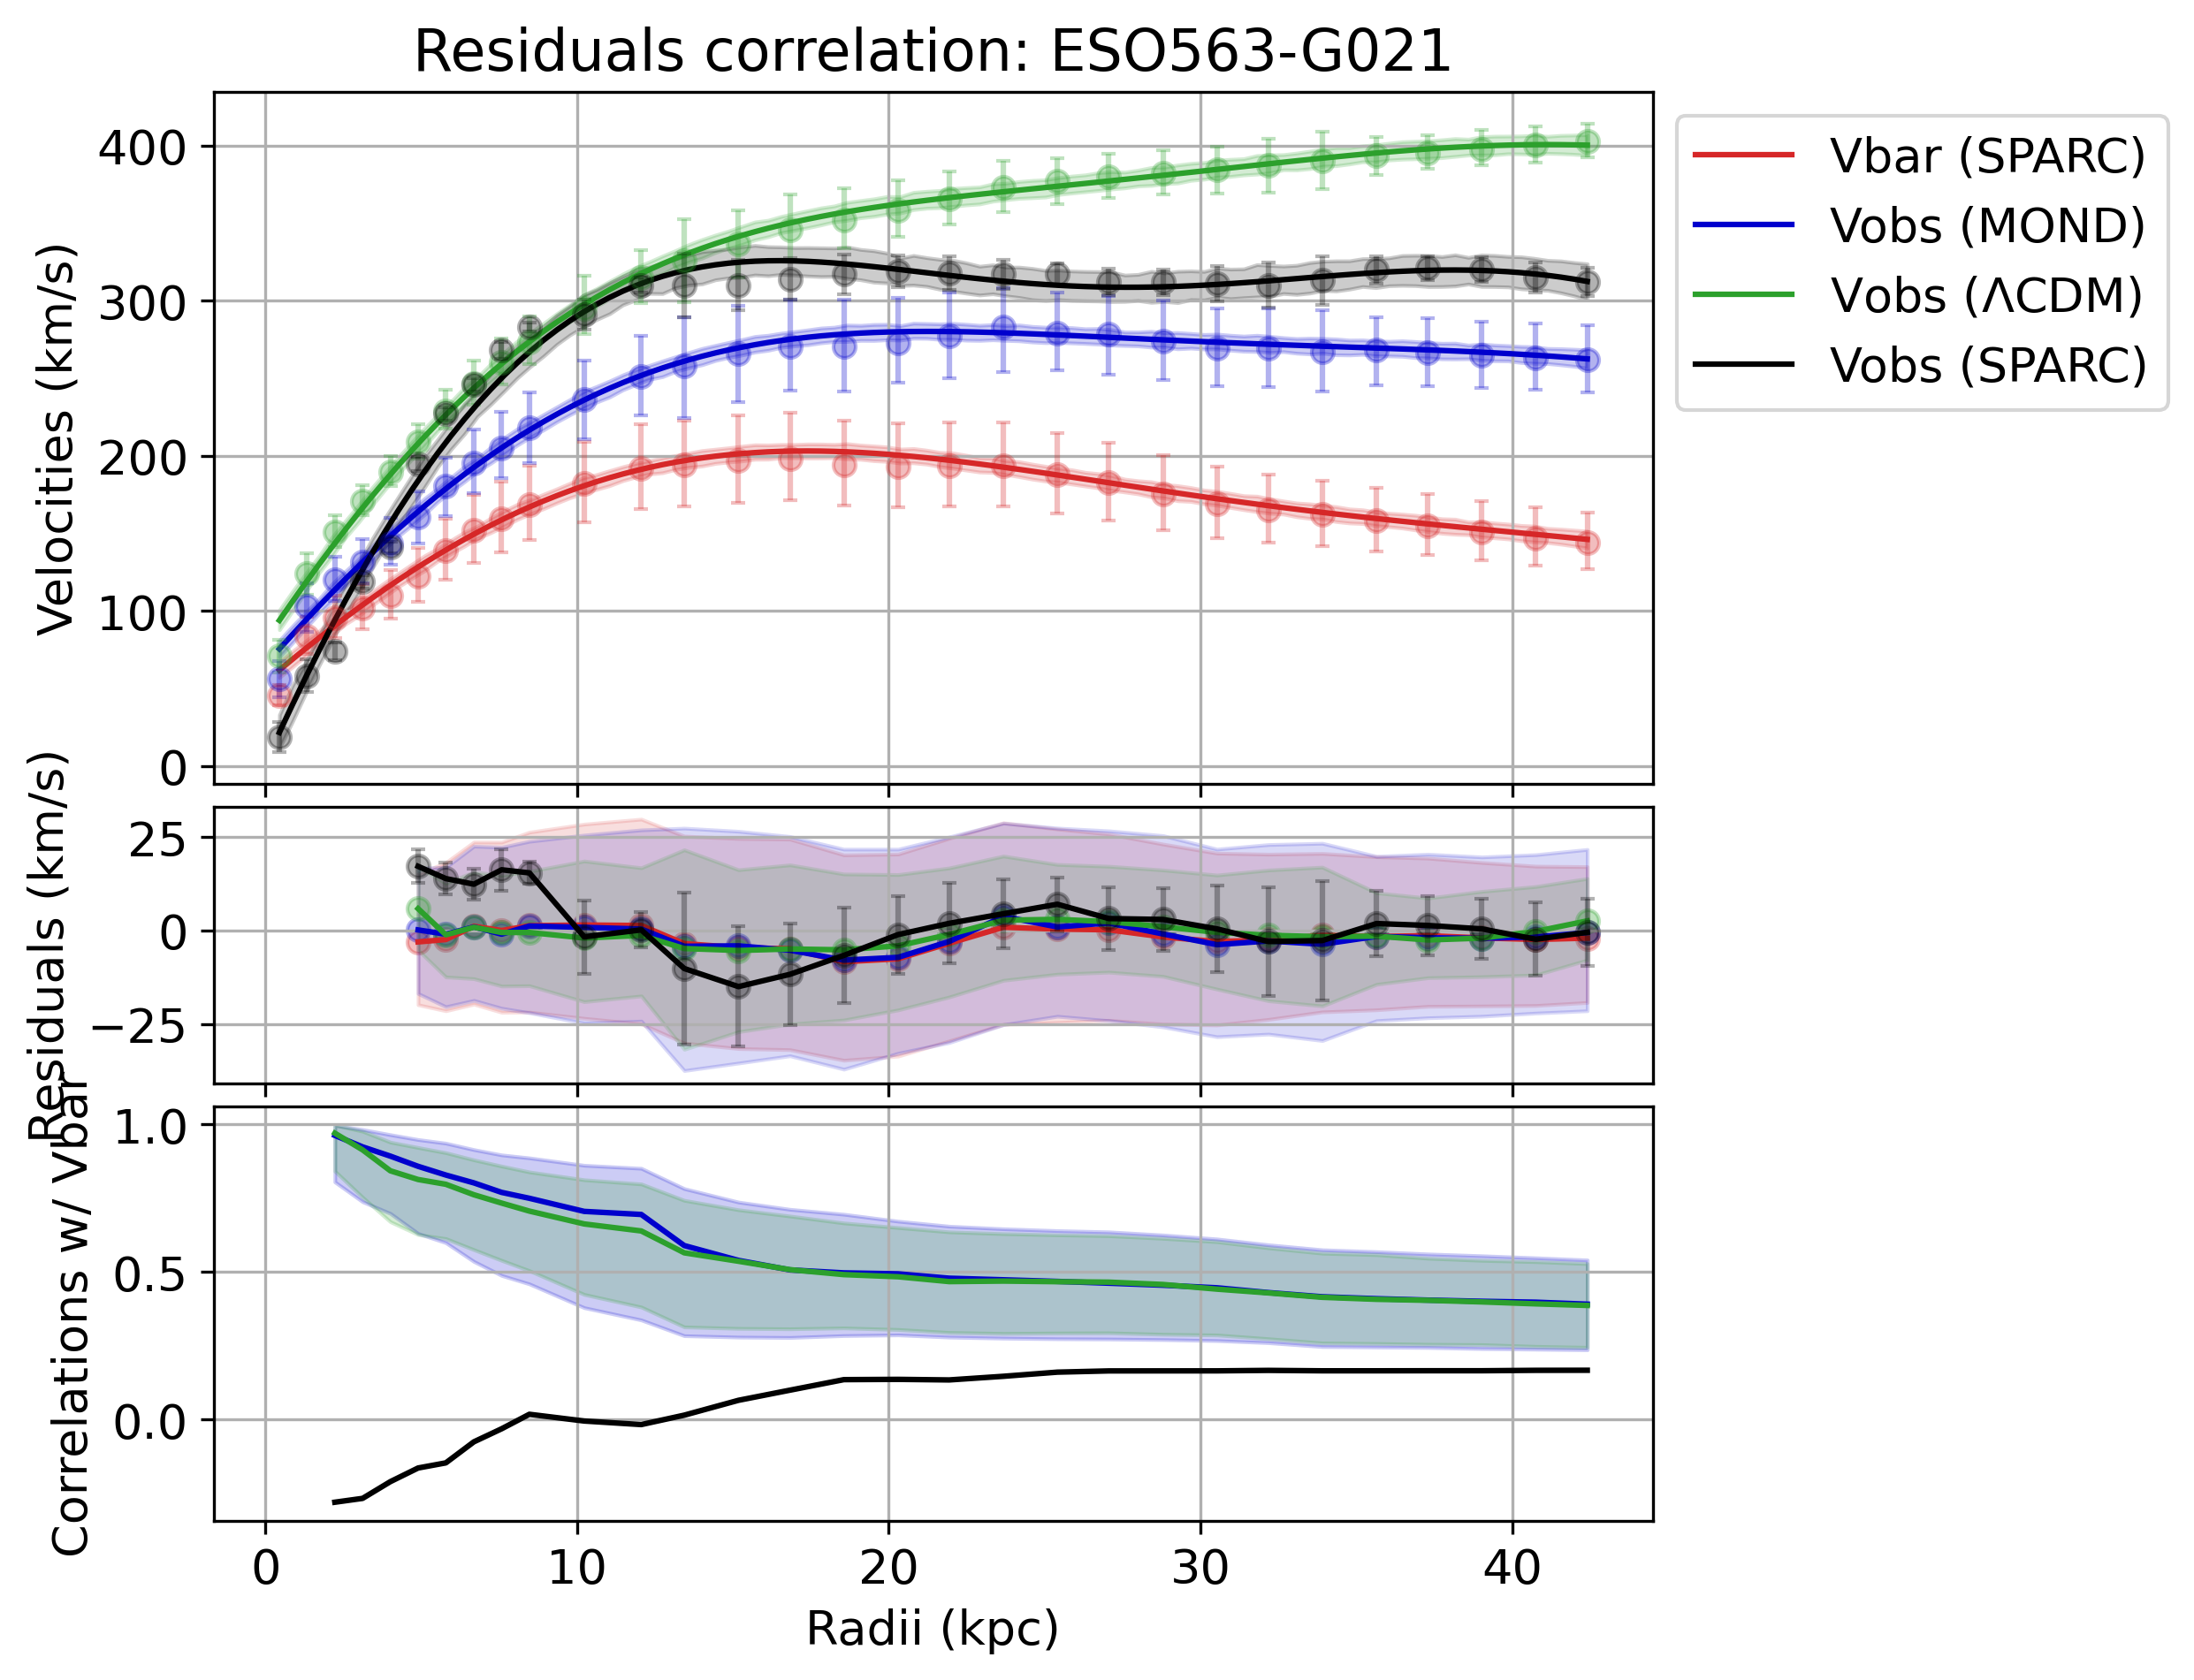 Residuals correlation: ESO563-G021
Velocities (km/s)
400
300
200
100
0
Vbar (SPARC)
Vobs (MOND)
Vobs (ΛCDM)
Vobs (SPARC)
Residuals (km/s)
25
0
−25
Correlations w/ Vbar
1.0
0.5
0.0
0
10
20
30
40
Radii (kpc)